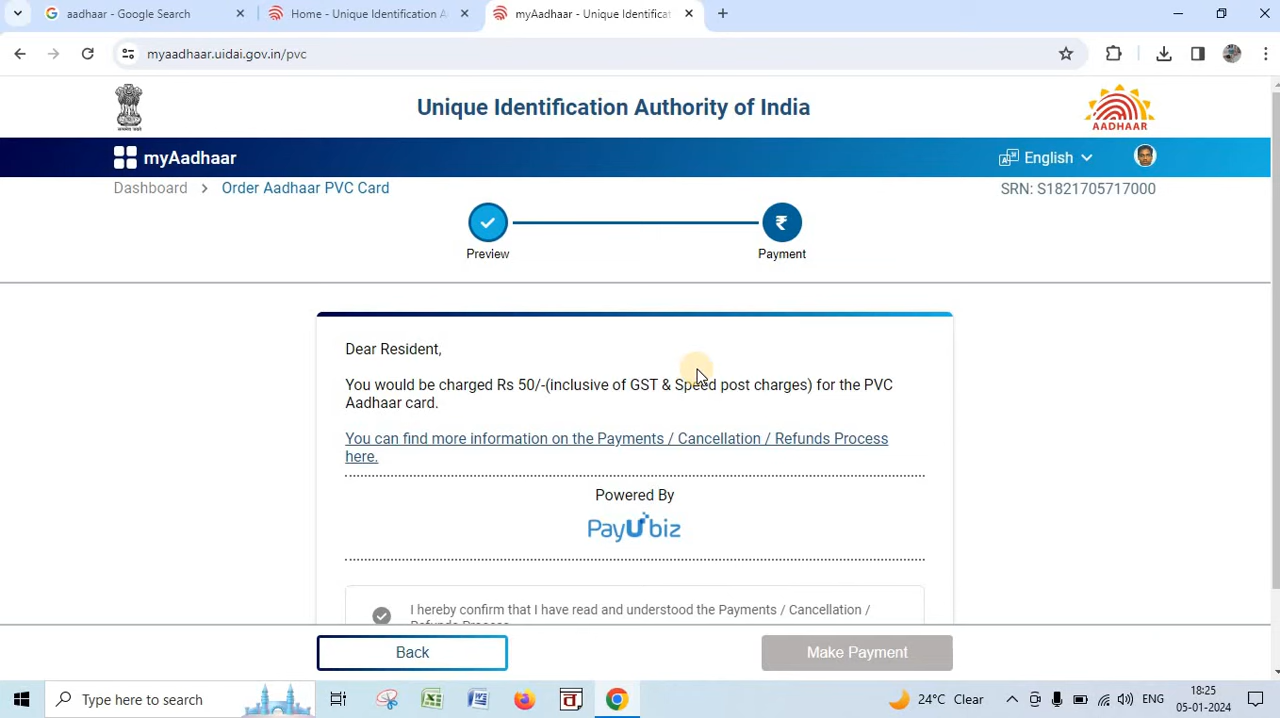 aadhaar - Google Search
Home - Unique Identification A
myAadhaar - Unique Identificati
myaadhaar.uidai.gov.in/pvc
Unique Identification Authority of India
AADHAAR
myAadhaar
English
Dashboard > Order Aadhaar PVC Card
SRN: S1821705717000
₹
Preview
Payment
Dear Resident,
You would be charged Rs 50/-(inclusive of GST & Speed post charges) for the PVC
Aadhaar card.
You can find more information on the Payments / Cancellation / Refunds Process
here.
Powered By
PayUbiz
I hereby confirm that I have read and understood the Payments / Cancellation /
Refunds Process
Back
Make Payment
Type here to search
24°C Clear
ENG
18:25
05-01-2024